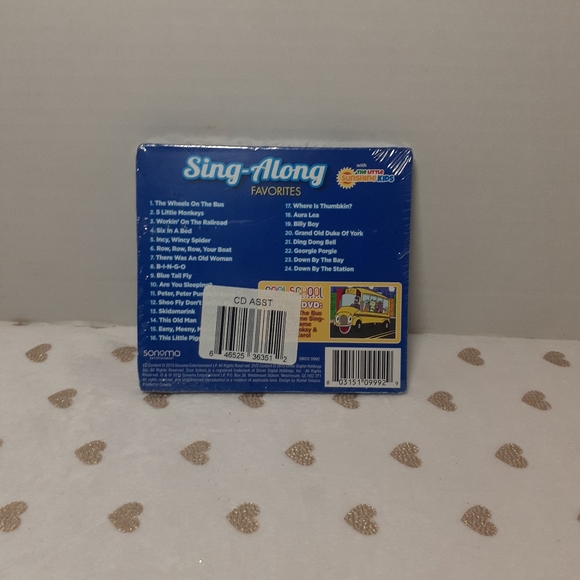 Sing-Along
FAVORITES
with
THE LITTLE
SUNSHINE KIDS
1. The Wheels On The Bus
2. 5 Little Monkeys
3. Workin' On The Railroad
4. Six In A Bed
5. Incy, Wincy Spider
6. Row, Row, Row, Your Boat
7. There Was An Old Woman
8. B-I-N-G-O
9. Blue Tail Fly
10. Are You Sleeping?
11. Peter, Peter Pum
12. Shoo Fly Don't
13. Skidamarink
14. This Old Man
15. Eeny, Meeny, M
16. This Little Pig
17. Where Is Thumbkin?
18. Aura Lea
19. Billy Boy
20. Grand Old Duke Of York
21. Ding Dong Bell
22. Georgie Porgie
23. Down By The Bay
24. Down By The Station
COOL SCHOOL
DVD:
The Bus
CD ASST
6 46525 36351 2
sonoma
8 03151 09992 9